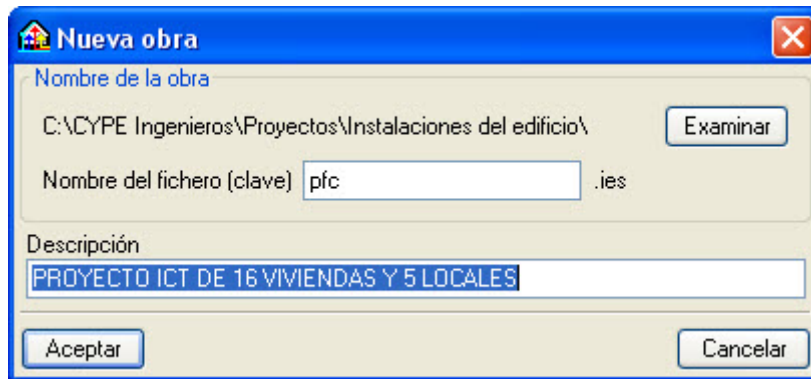 Nueva obra
Nombre de la obra
C:\CYPE Ingenieros\Proyectos\Instalaciones del edificio\ Examinar
Nombre del fichero (clave) pfc .ies
Descripción
PROYECTO ICT DE 16 VIVIENDAS Y 5 LOCALES
Aceptar Cancelar